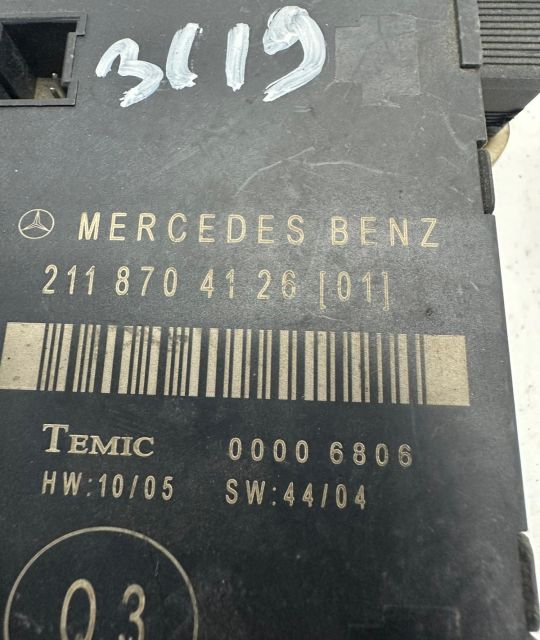 3119
MERCEDES BENZ
211 870 41 26 [01]
TEMIC 0000 6806
HW:10/05 SW:44/04
Q3